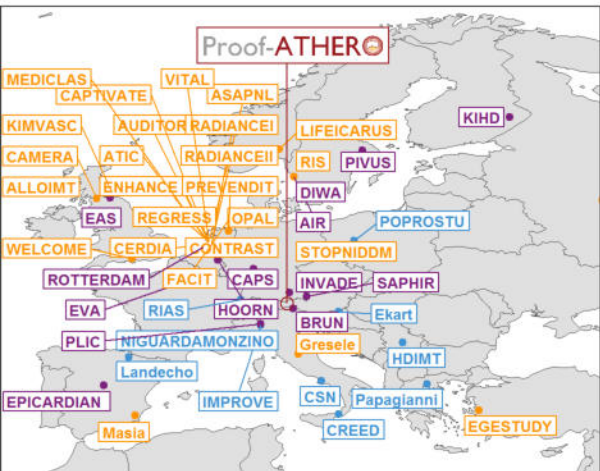 Proof-ATHERO
MEDICLAS
VITAL
CAPTIVATE
ASAPNL
KIMVASC
AUDITOR
RADIANCEI
KIHD
LIFEICARUS
CAMERA
ATIC
RADIANCEII
RIS
PIVUS
ALLOIMT
ENHANCE
PREVENDIT
DIWA
EAS
REGRESS
OPAL
AIR
POPROSTU
WELCOME
CERDIA
CONTRAST
STOPNIDDM
ROTTERDAM
FACIT
CAPS
INVADE
SAPHIR
EVA
RIAS
HOORN
BRUN
Ekart
PLIC
NIGUARDAMONZINO
Gresele
HDIMT
Landecho
EPICARDIAN
IMPROVE
CSN
Papagianni
Masia
CREED
EGESTUDY